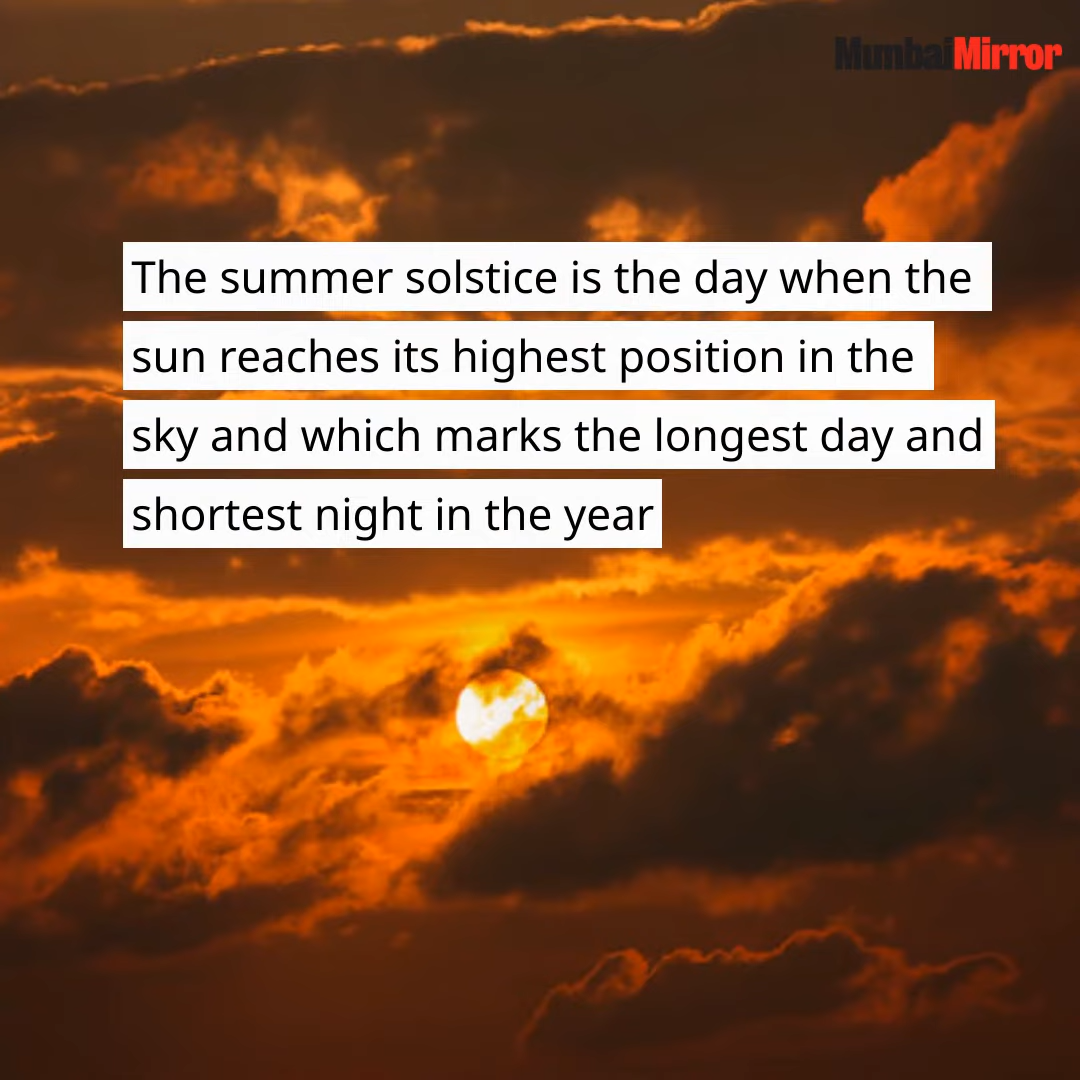 MumbaiMirror
The summer solstice is the day when the
sun reaches its highest position in the
sky and which marks the longest day and
shortest night in the year